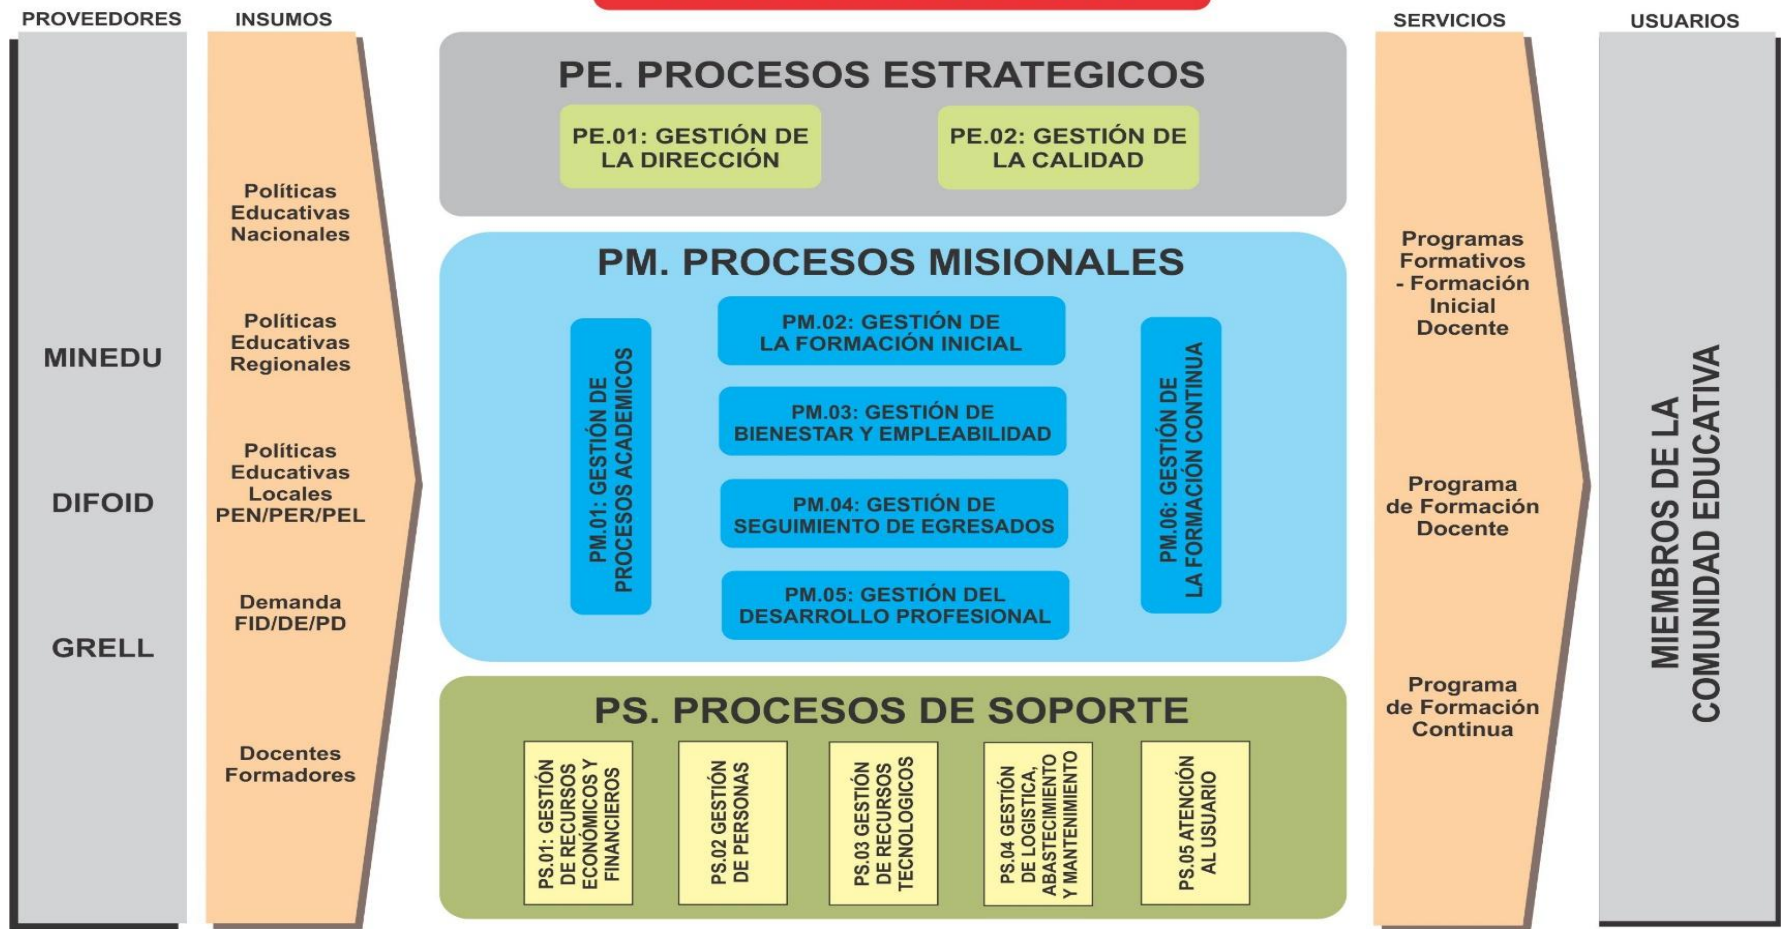 PROVEEDORES
MINEDU
DIFOID
GRELL
INSUMOS
Políticas
Educativas
Nacionales
Políticas
Educativas
Regionales
Políticas
Educativas
Locales
PEN/PER/PEL
Demanda
FID/DE/PD
Docentes
Formadores
PE. PROCESOS ESTRATEGICOS
PE.01: GESTIÓN DE
LA DIRECCIÓN
PE.02: GESTIÓN DE
LA CALIDAD
PM. PROCESOS MISIONALES
PM.01: GESTIÓN DE
PROCESOS ACADEMICOS
PM.02: GESTIÓN DE
LA FORMACIÓN INICIAL
PM.03: GESTIÓN DE
BIENESTAR Y EMPLEABILIDAD
PM.04: GESTIÓN DE
SEGUIMIENTO DE EGRESADOS
PM.05: GESTIÓN DEL
DESARROLLO PROFESIONAL
PM.06: GESTIÓN DE
LA FORMACIÓN CONTINUA
PS. PROCESOS DE SOPORTE
PS.01: GESTIÓN
DE RECURSOS
ECONÓMICOS Y
FINANCIEROS
PS.02 GESTIÓN
DE PERSONAS
PS.03 GESTIÓN
DE RECURSOS
TECNOLOGICOS
PS.04 GESTIÓN
DE LOGISTICA,
ABASTECIMIENTO
Y MANTENIMIENTO
PS.05 ATENCIÓN
AL USUARIO
SERVICIOS
Programas
Formativos
- Formación
Inicial
Docente
Programa
de Formación
Docente
Programa
de Formación
Continua
USUARIOS
MIEMBROS DE LA
COMUNIDAD EDUCATIVA